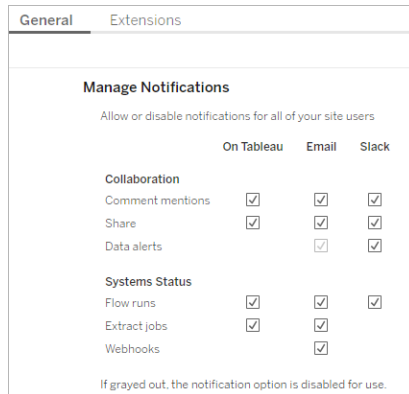 General Extensions
Manage Notifications
Allow or disable notifications for all of your site users
On Tableau Email Slack
Collaboration
Comment mentions
Share
Data alerts
Systems Status
Flow runs
Extract jobs
Webhooks
If grayed out, the notification option is disabled for use.